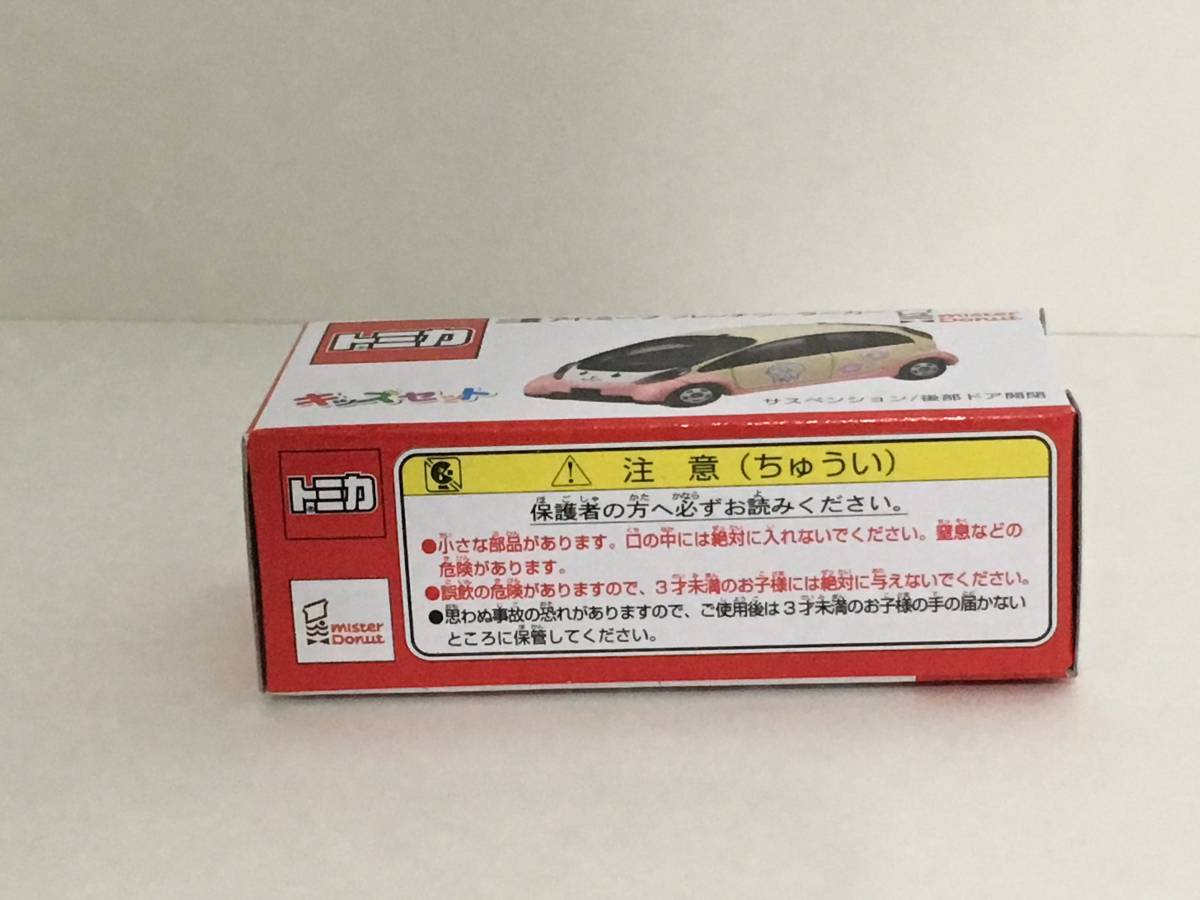 トミカ
mister
Donut
キッズセット
サスペンション/後部ドア開閉
トミカ
mister
Donut
注 意（ちゅうい）
保護者の方へ必ずお読みください。
●小さな部品があります。口の中には絶対に入れないでください。窒息などの
危険があります。
●誤飲の危険がありますので、3才未満のお子様には絶対に与えないでください。
●思わぬ事故の恐れがありますので、ご使用後は3才未満のお子様の手の届かない
ところに保管してください。